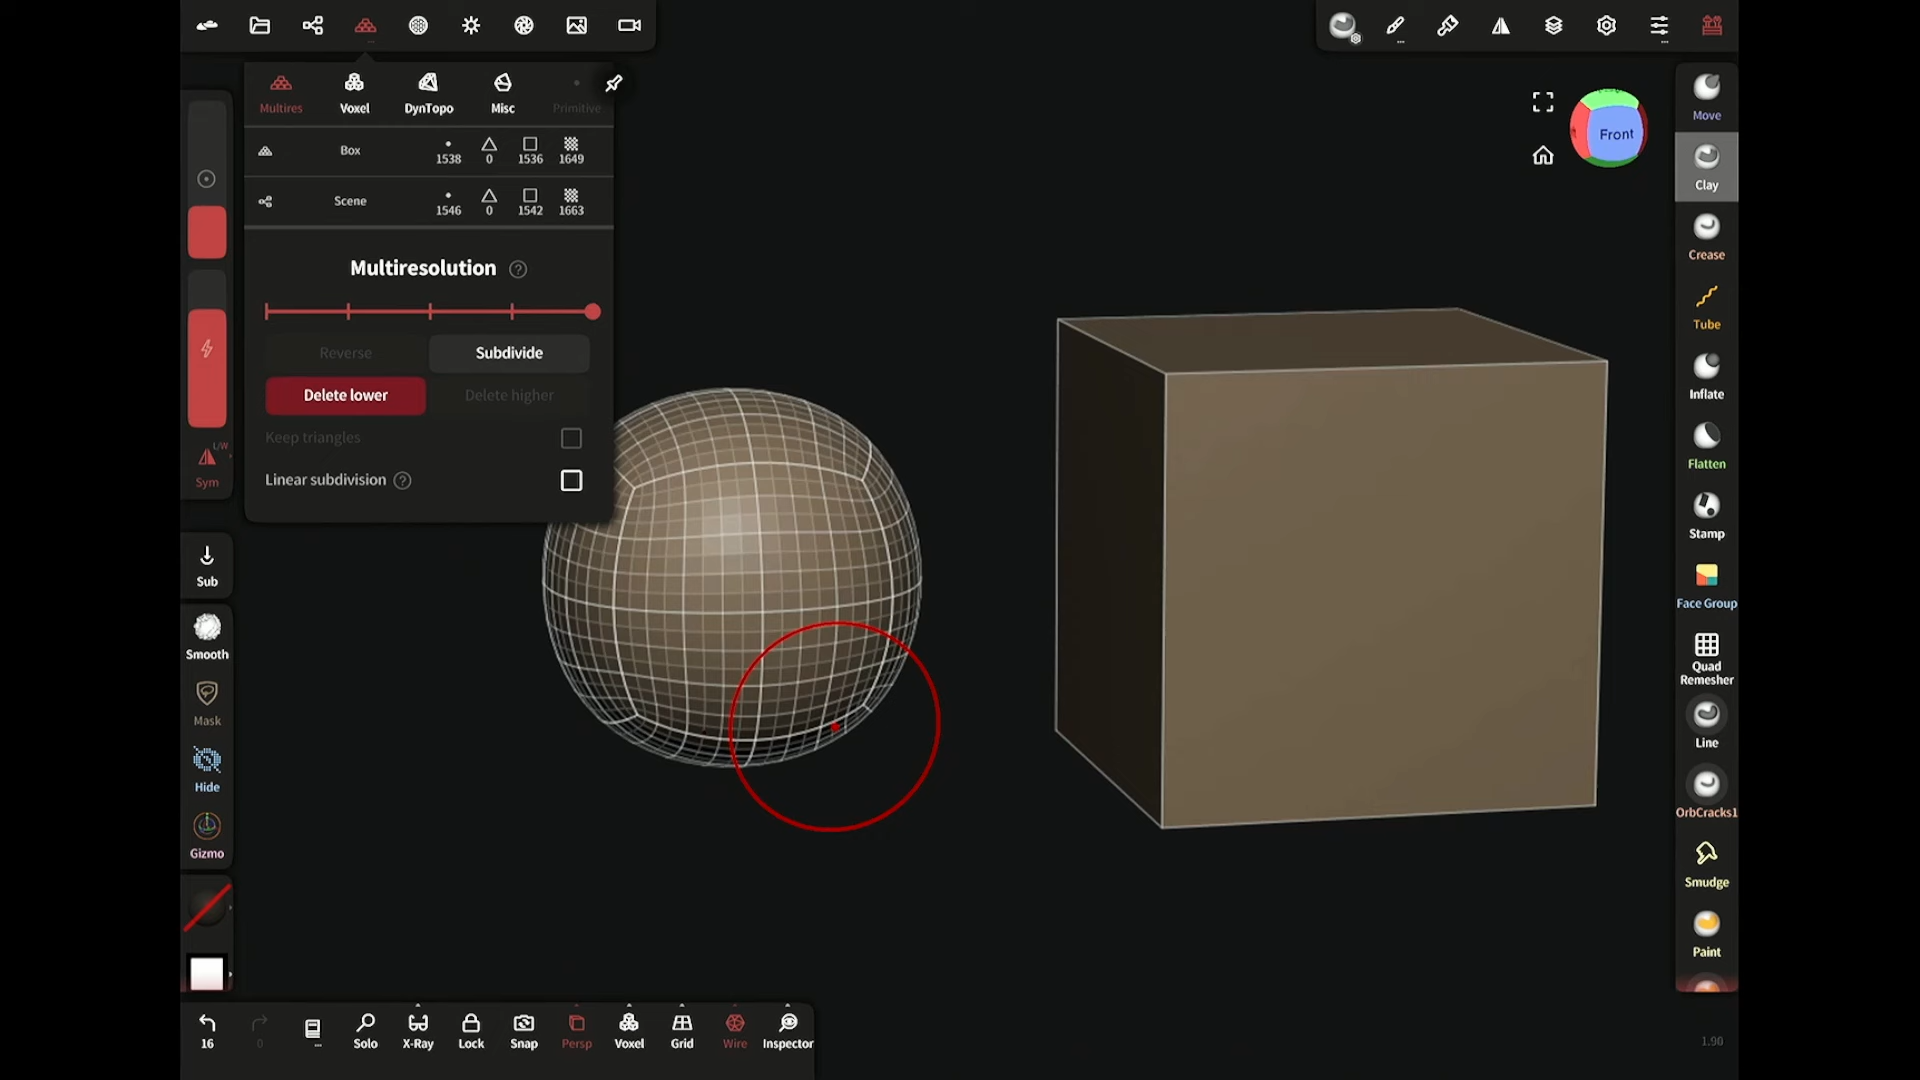 Multires Voxel DynTopo Misc Primitive
Box 1538 0 1536 1649
Scene 1546 0 1542 1663
Multiresolution ?
Reverse Subdivide
Delete lower Delete higher
Keep triangles
Linear subdivision ?
L/W
Sym
Sub
Smooth
Mask
Hide
Gizmo
Front
Move
Clay
Crease
Tube
Inflate
Flatten
Stamp
Face Group
Quad
Remesher
Line
OrbCracks1
Smudge
Paint
16 0 Solo X-Ray Lock Snap Persp Voxel Grid Wire Inspector
1.90